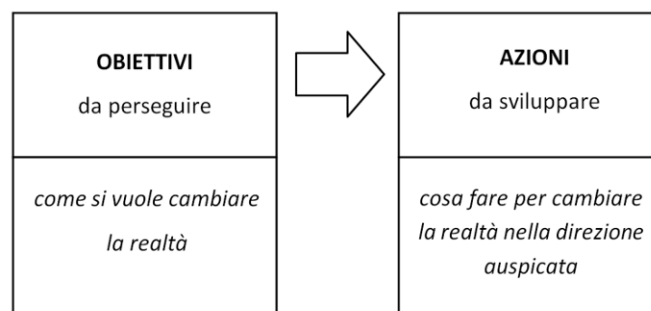 OBIETTIVI
da perseguire
come si vuole cambiare
la realtà
AZIONI
da sviluppare
cosa fare per cambiare
la realtà nella direzione
auspicata